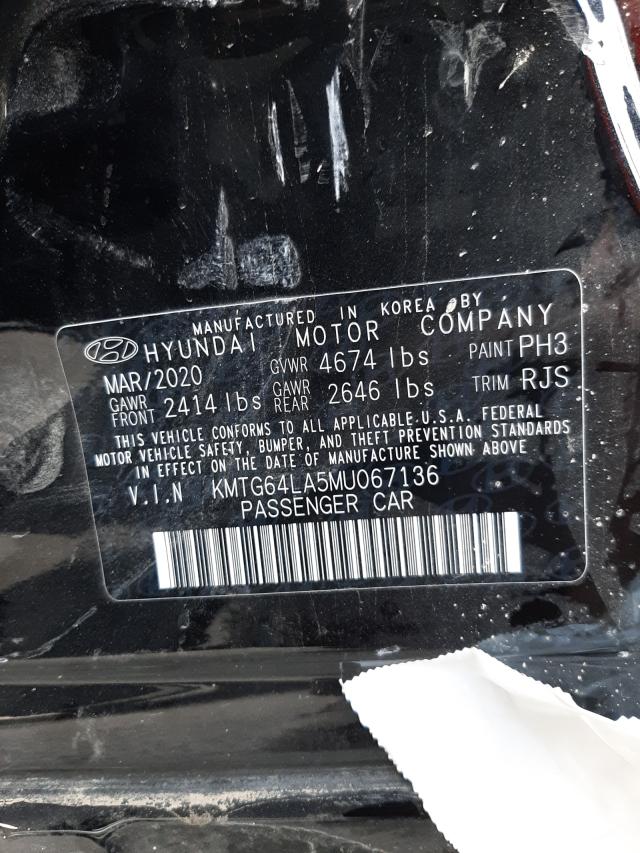 MANUFACTURED IN KOREA BY
HYUNDAI MOTOR COMPANY
MAR/2020 GVWR 4674 lbs PAINT PH3
GAWR FRONT 2414 lbs GAWR REAR 2646 lbs TRIM RJS
THIS VEHICLE CONFORMS TO ALL APPLICABLE U.S.A. FEDERAL
MOTOR VEHICLE SAFETY, BUMPER, AND THEFT PREVENTION STANDARDS
IN EFFECT ON THE DATE OF MANUFACTURE SHOWN ABOVE
V.I.N KMTG64LA5MU067136
PASSENGER CAR